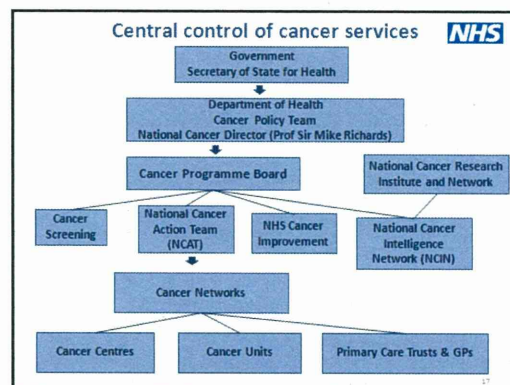 Central control of cancer services
NHS
Government
Secretary of State for Health
Department of Health
Cancer Policy Team
National Cancer Director (Prof Sir Mike Richards)
Cancer Programme Board
National Cancer Research
Institute and Network
Cancer
Screening
National Cancer
Action Team
(NCAT)
NHS Cancer
Improvement
National Cancer
Intelligence
Network (NCIN)
Cancer Networks
Cancer Centres
Cancer Units
Primary Care Trusts & GPs
17